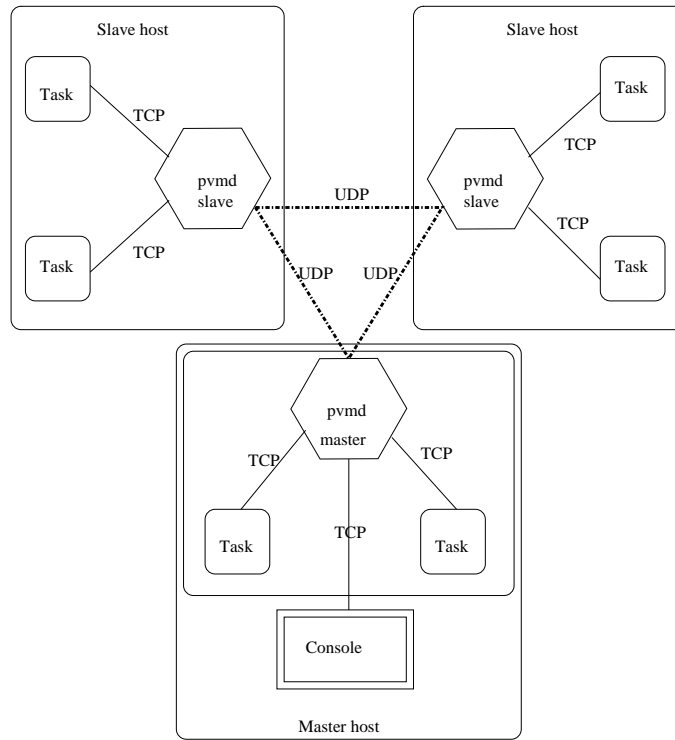 Slave host
Slave host
Task
Task
TCP
TCP
pvmd
slave
pvmd
slave
UDP
TCP
TCP
Task
Task
UDP
UDP
pvmd
master
TCP
TCP
TCP
Task
Task
Console
Master host